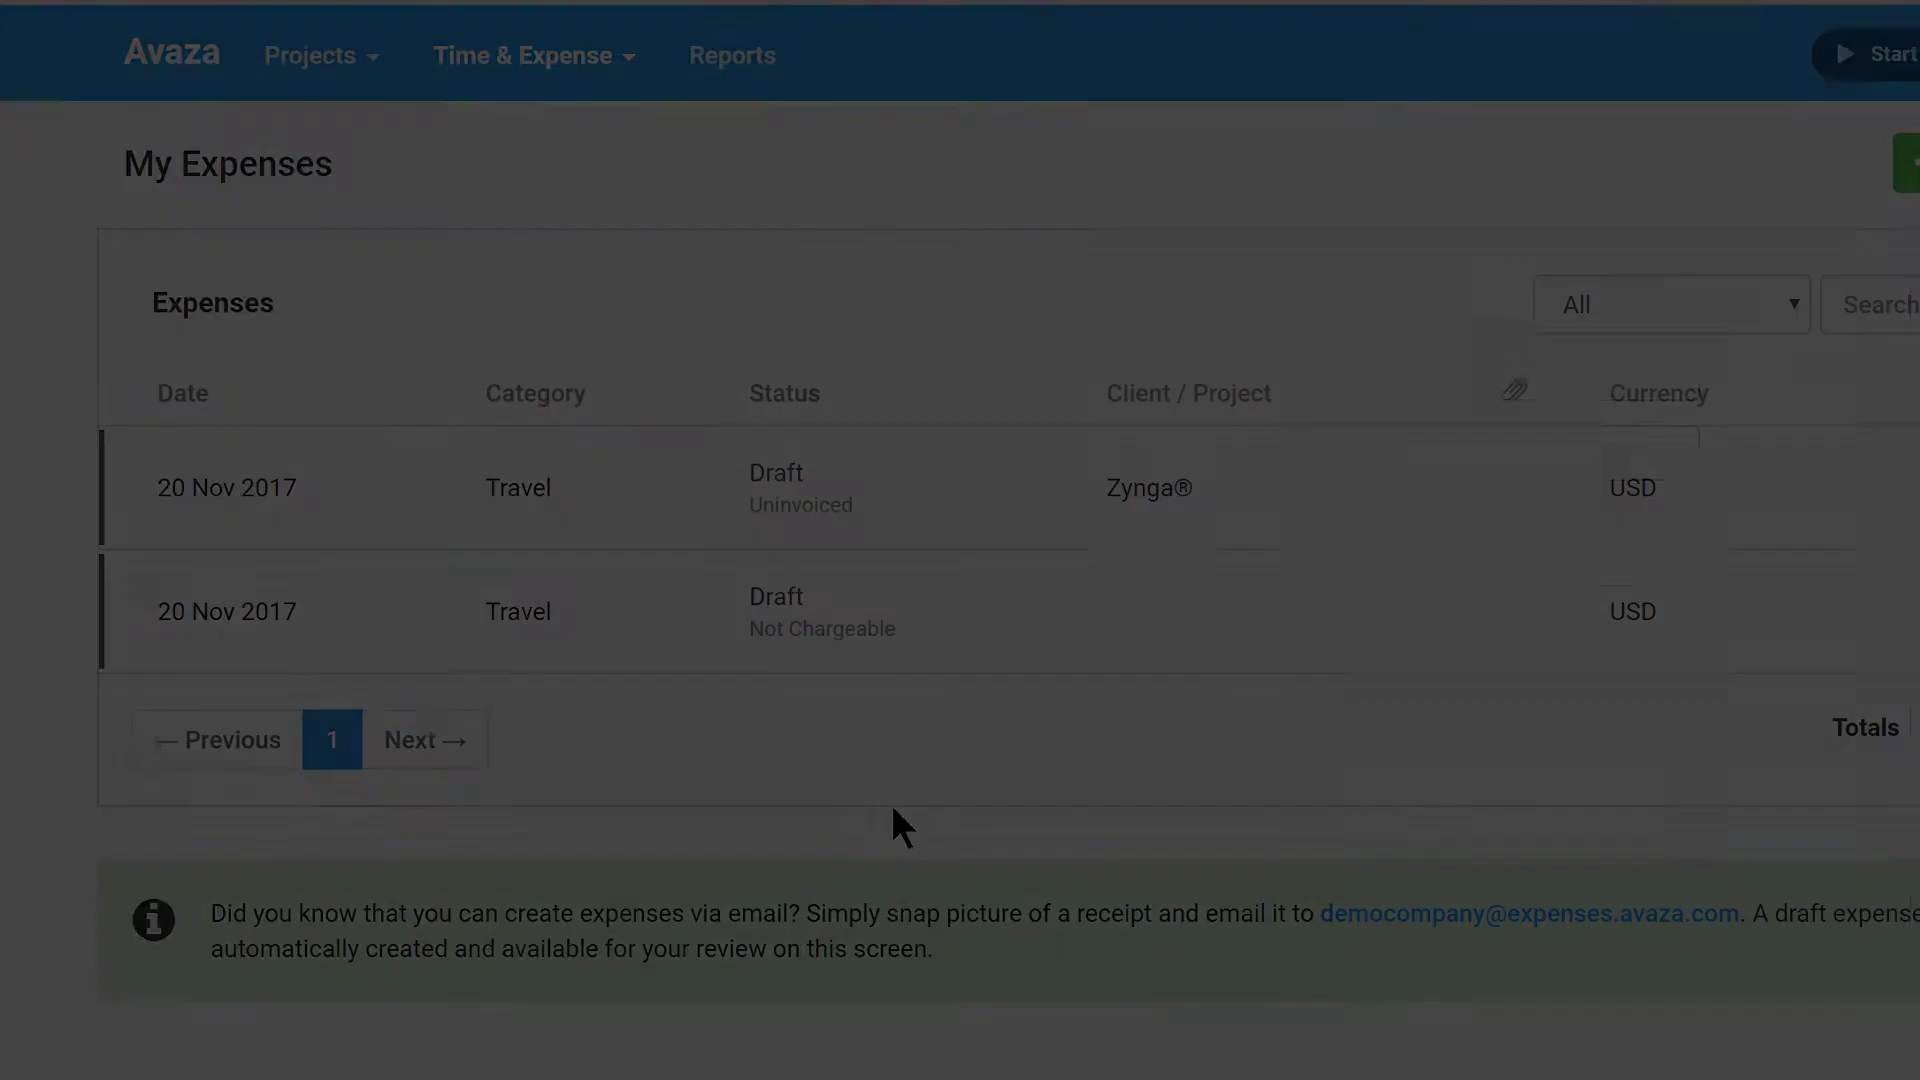 Avaza Projects Time & Expense Reports Start
My Expenses
Expenses All Search
Date Category Status Client / Project Currency
20 Nov 2017 Travel Draft Zynga® USD
Uninvoiced
20 Nov 2017 Travel Draft USD
Not Chargeable
← Previous 1 Next →
Totals
Did you know that you can create expenses via email? Simply snap picture of a receipt and email it to democompany@expenses.avaza.com. A draft expense
automatically created and available for your review on this screen.